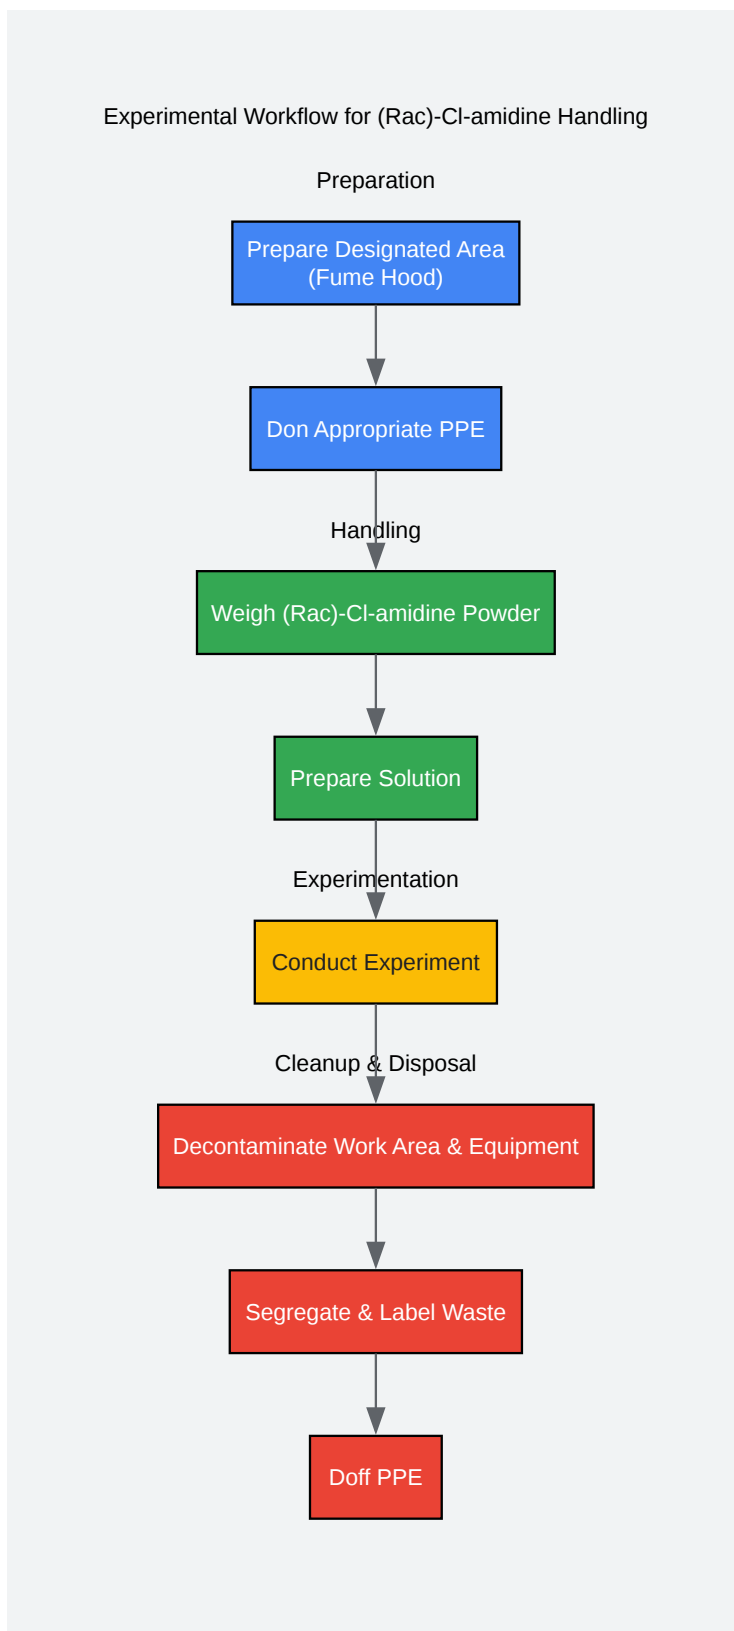 Experimental Workflow for (Rac)-Cl-amidine Handling
Preparation
Prepare Designated Area
(Fume Hood)
Don Appropriate PPE
Handling
Weigh (Rac)-Cl-amidine Powder
Prepare Solution
Experimentation
Conduct Experiment
Cleanup & Disposal
Decontaminate Work Area & Equipment
Segregate & Label Waste
Doff PPE